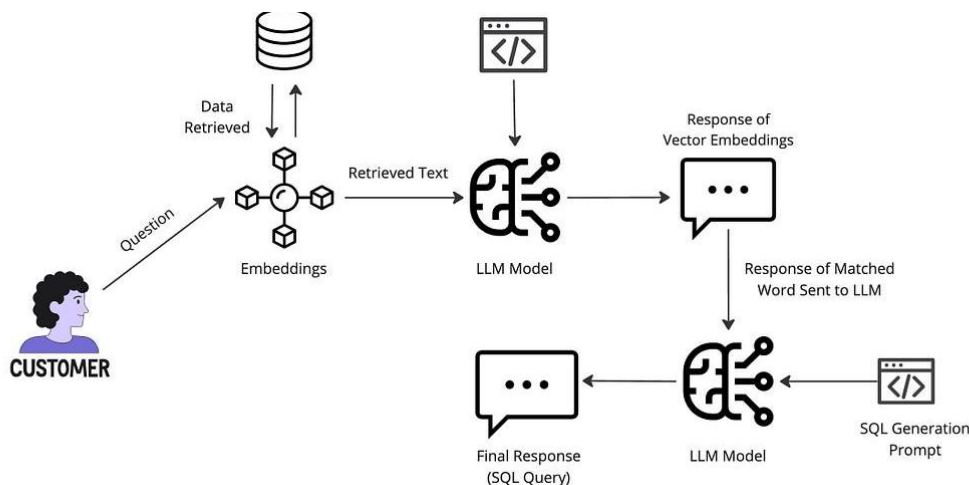 Data
Retrieved
</>
Response of
Vector Embeddings
Retrieved Text
Question
Embeddings
LLM Model
Response of Matched
Word Sent to LLM
CUSTOMER
</>
SQL Generation
Prompt
LLM Model
Final Response
(SQL Query)